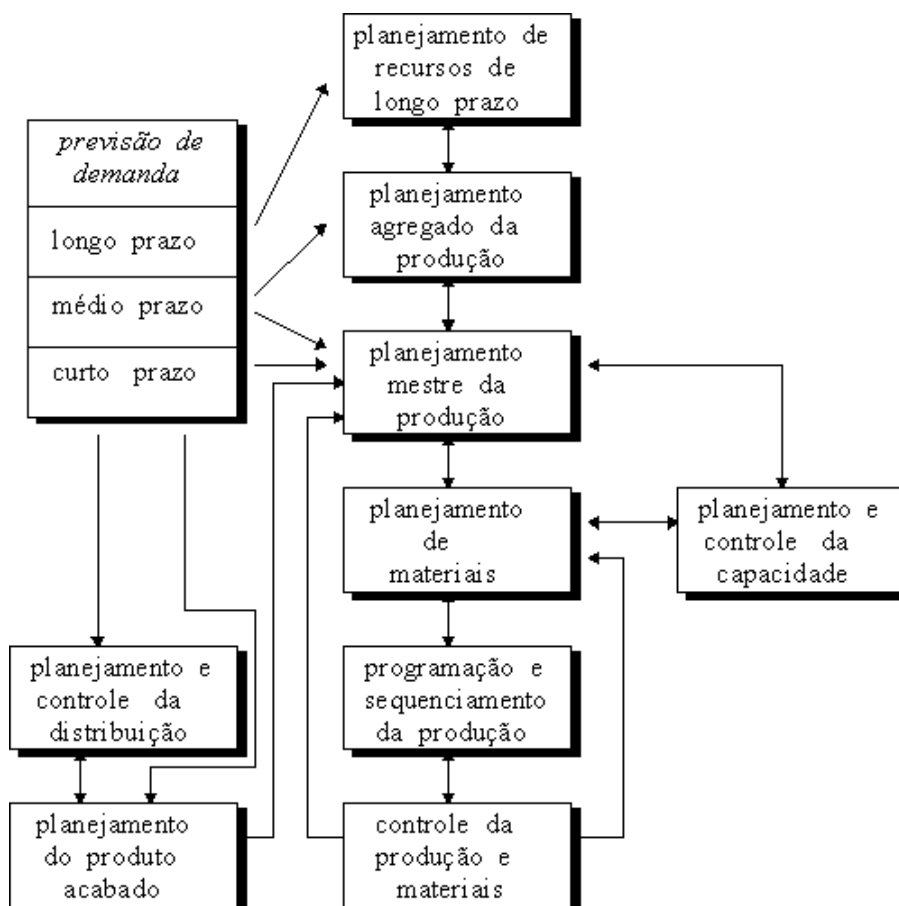 planejamento de
recursos de
longo prazo
previsão de
demanda
longo prazo
médio prazo
curto prazo
planejamento
agregado da
produção
planejamento
mestre da
produção
planejamento
de
materiais
planejamento e
controle da
capacidade
planejamento e
controle da
distribuição
programação e
sequenciamento
da produção
planejamento
do produto
acabado
controle da
produção e
materiais